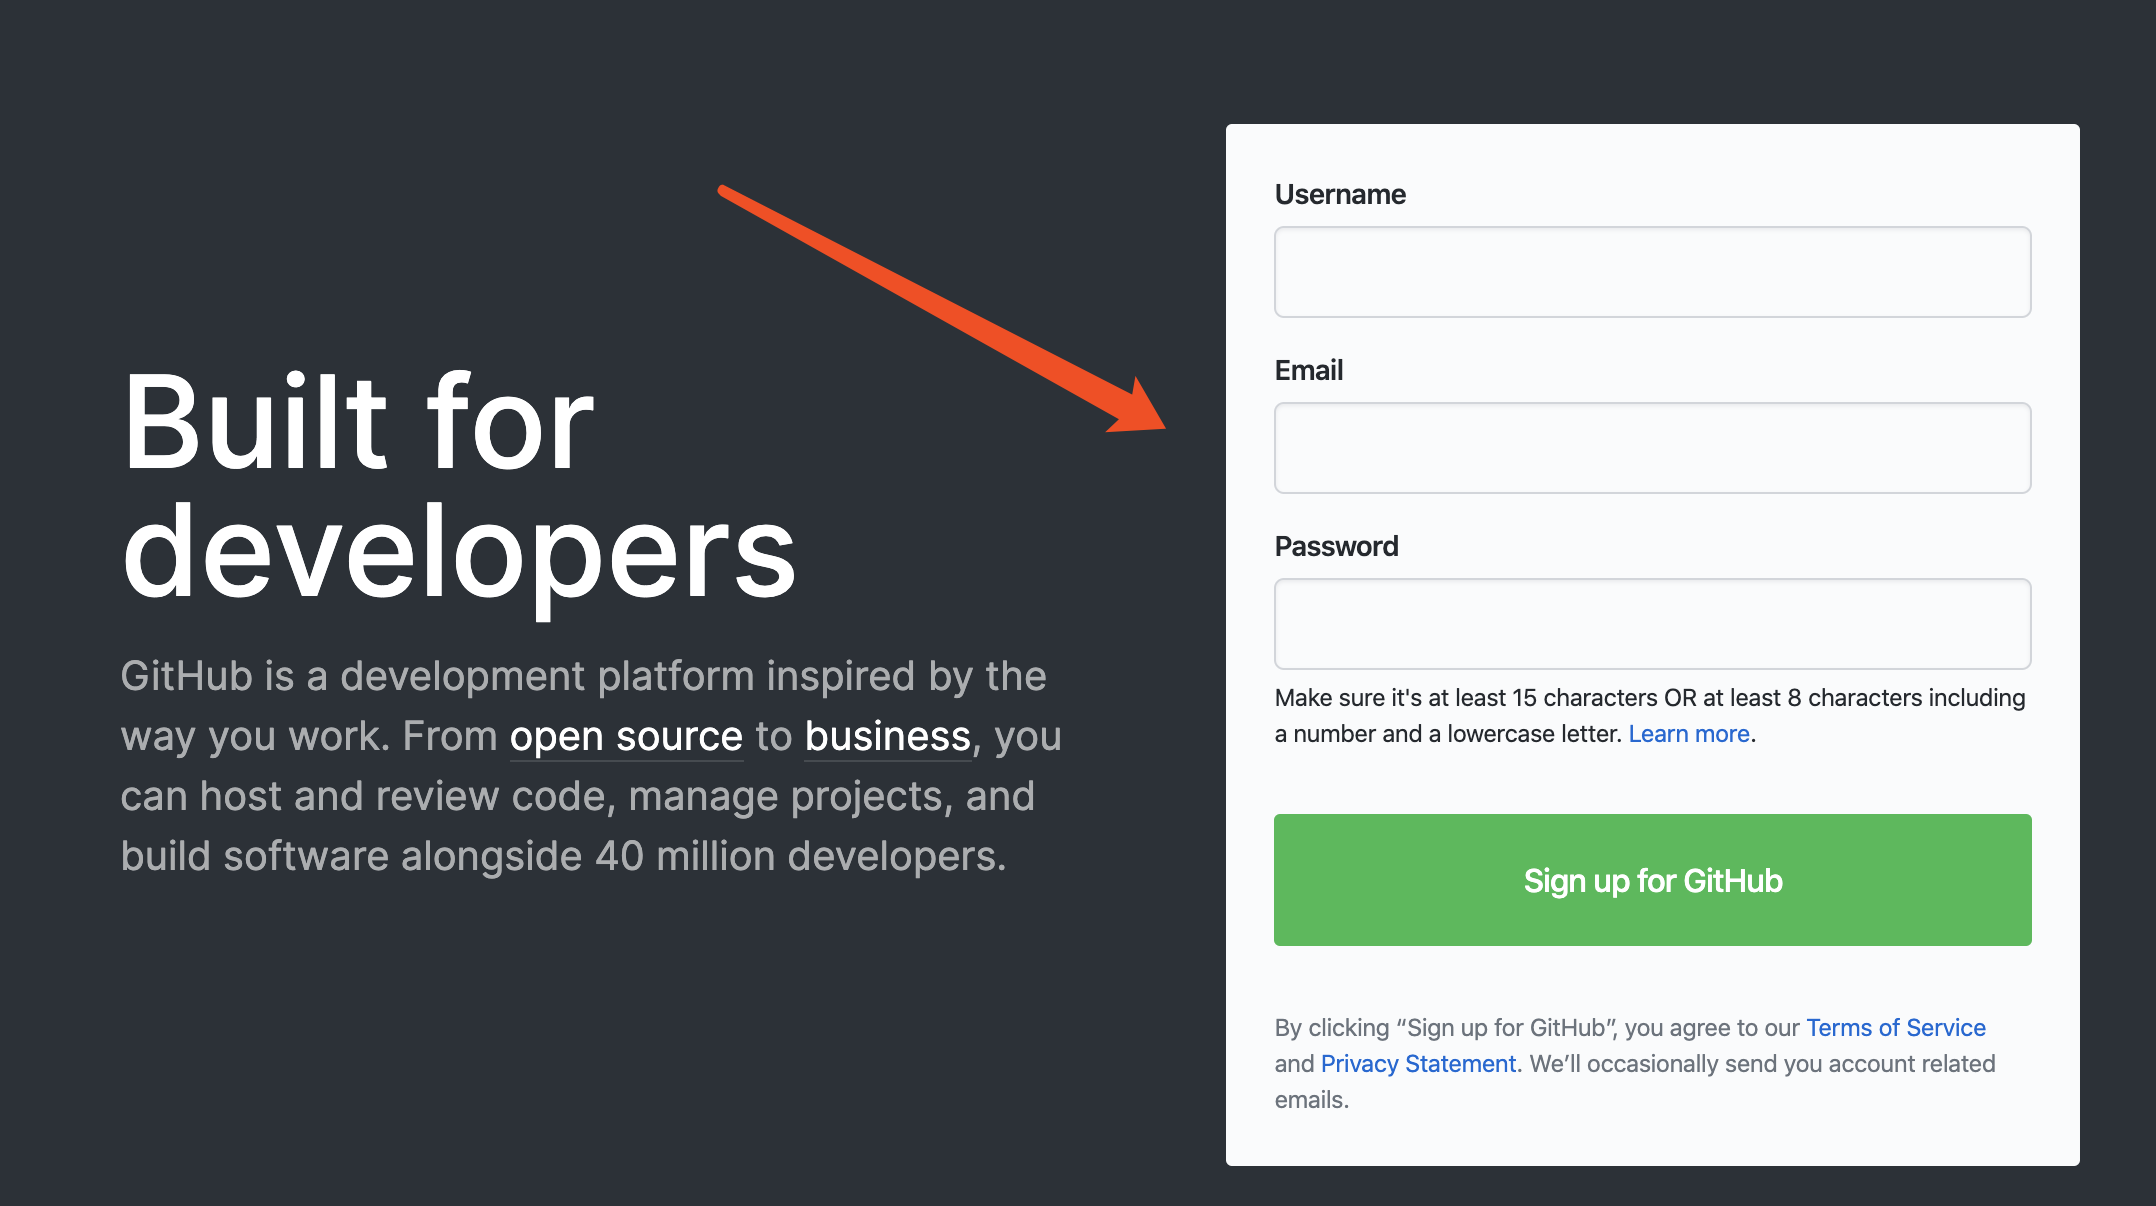 Built for
developers
GitHub is a development platform inspired by the
way you work. From open source to business, you
can host and review code, manage projects, and
build software alongside 40 million developers.
Username
Email
Password
Make sure it's at least 15 characters OR at least 8 characters including
a number and a lowercase letter. Learn more.
Sign up for GitHub
By clicking “Sign up for GitHub”, you agree to our Terms of Service
and Privacy Statement. We’ll occasionally send you account related
emails.